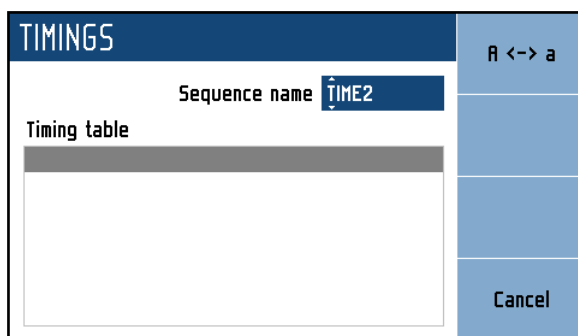 TIMINGS
A <-> a
Sequence name TIME2
Timing table
Cancel